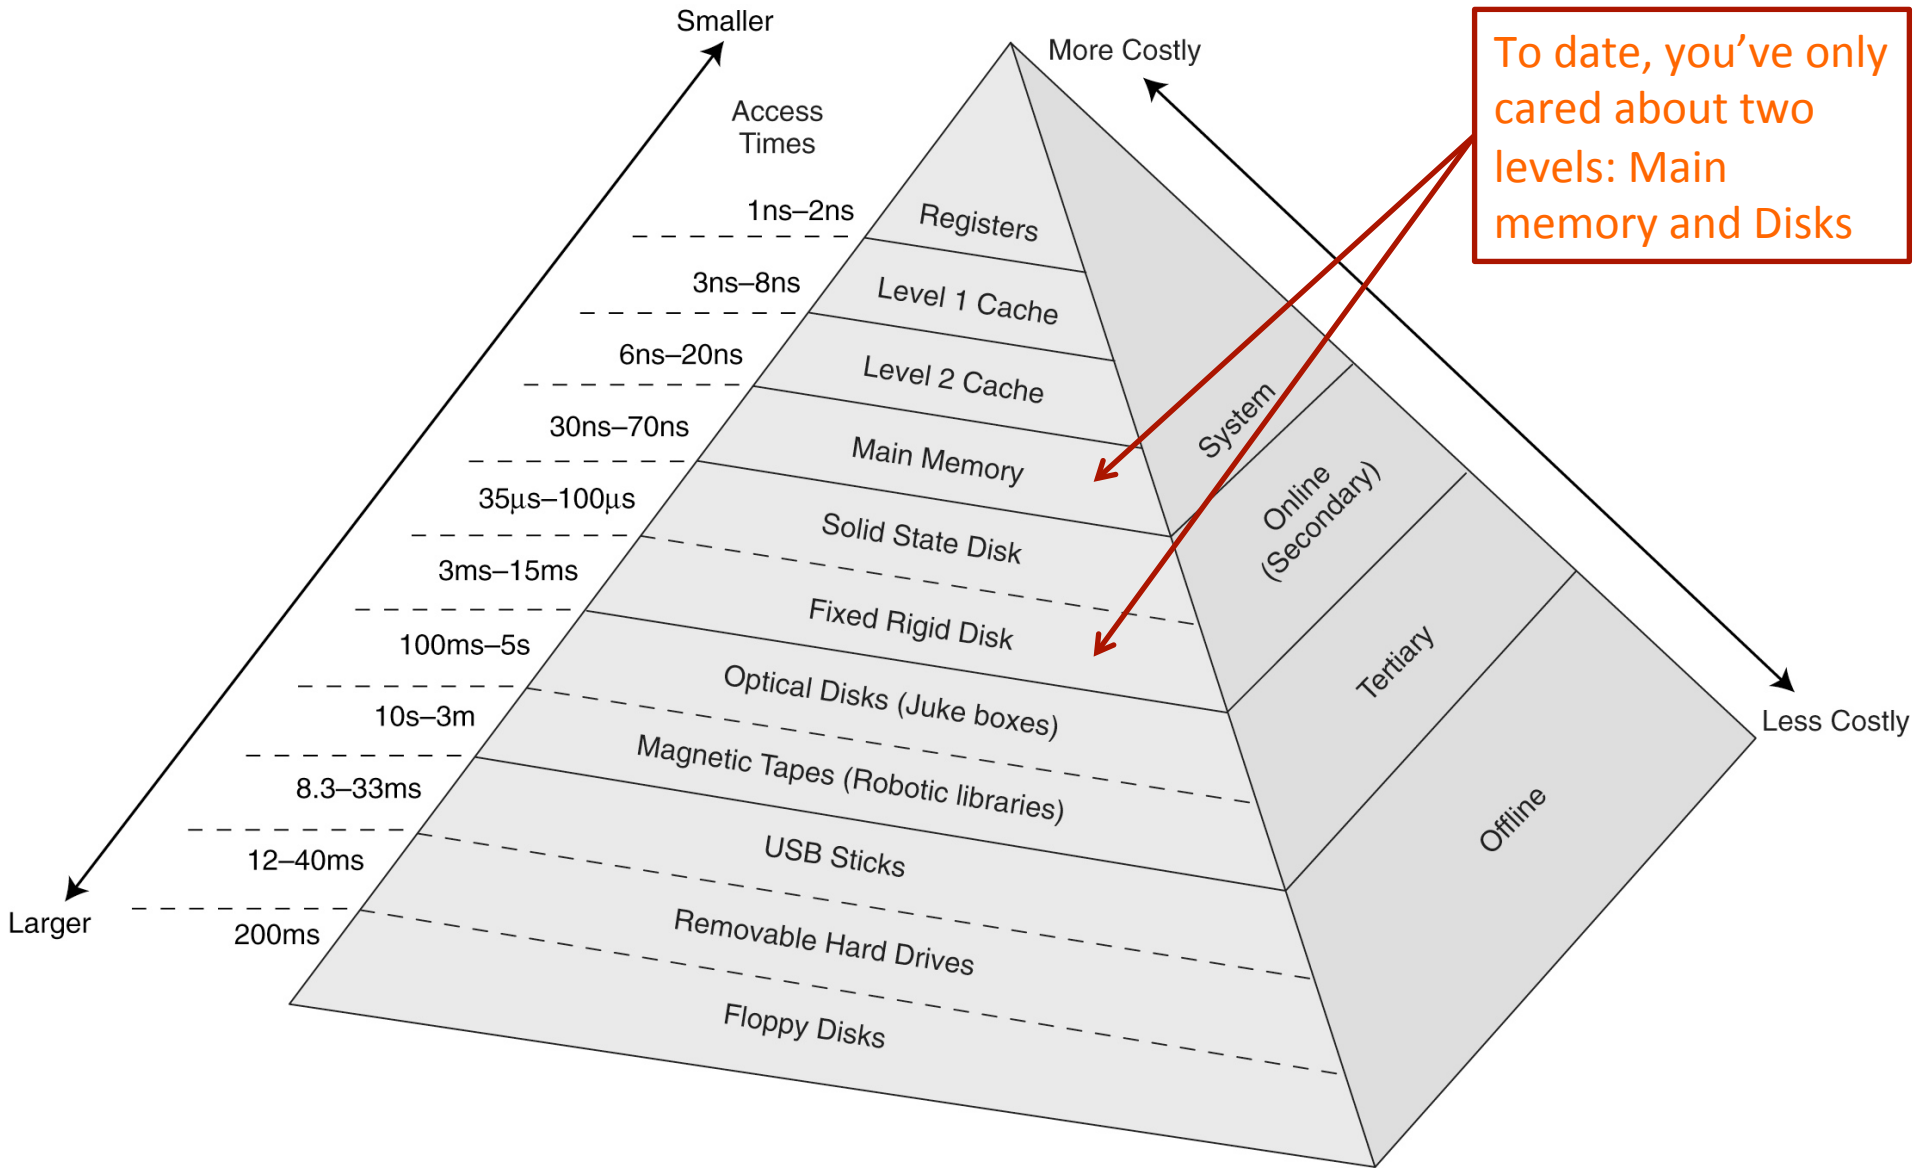 Smaller
More Costly
To date, you’ve only
cared about two
levels: Main
memory and Disks
Access
Times
1ns–2ns
Registers
3ns–8ns
Level 1 Cache
6ns–20ns
Level 2 Cache
30ns–70ns
Main Memory
System
35µs–100µs
Solid State Disk
Online
(Secondary)
3ms–15ms
Fixed Rigid Disk
100ms–5s
Optical Disks (Juke boxes)
Tertiary
10s–3m
Magnetic Tapes (Robotic libraries)
Less Costly
8.3–33ms
USB Sticks
Offline
12–40ms
Removable Hard Drives
Larger
200ms
Floppy Disks